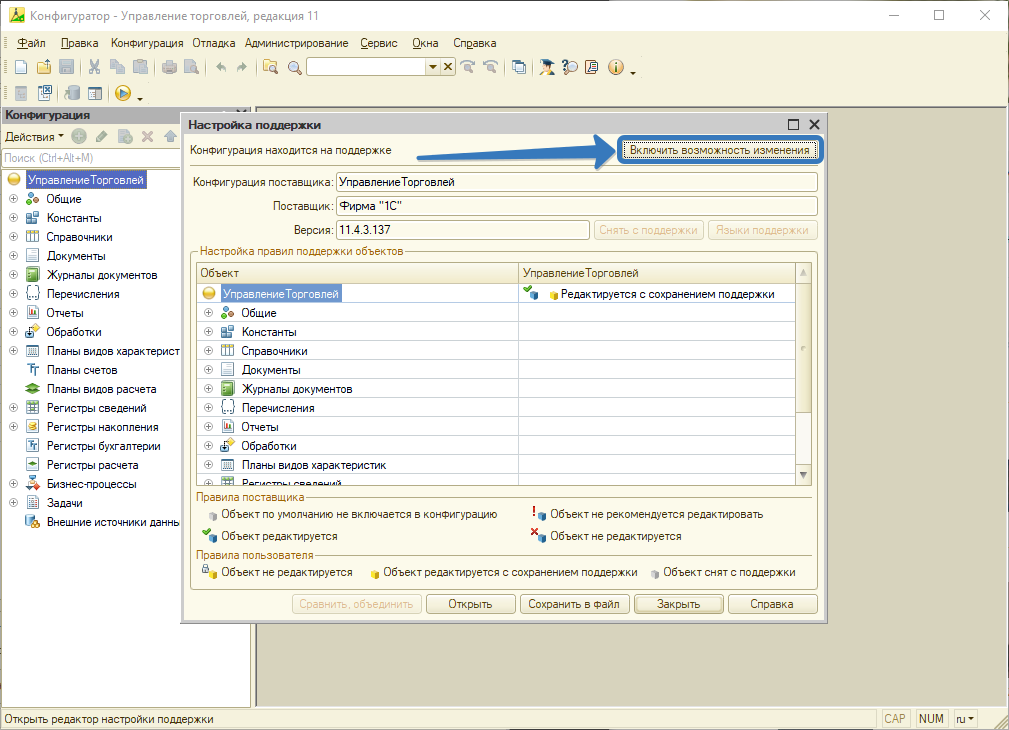 Конфигуратор - Управление торговлей, редакция 11
Файл Правка Конфигурация Отладка Администрирование Сервис Окна Справка
Конфигурация
Действия
Поиск (Ctrl+Alt+M)
УправлениеТорговлей
Общие
Константы
Справочники
Документы
Журналы документов
Перечисления
Отчеты
Обработки
Планы видов характерист
Планы счетов
Планы видов расчета
Регистры сведений
Регистры накопления
Регистры бухгалтерии
Регистры расчета
Бизнес-процессы
Задачи
Внешние источники данны
Настройка поддержки
Конфигурация находится на поддержке
Включить возможность изменения
Конфигурация поставщика: УправлениеТорговлей
Поставщик: Фирма "1С"
Версия: 11.4.3.137 Снять с поддержки Языки поддержки
Настройка правил поддержки объектов
Объект УправлениеТорговлей
УправлениеТорговлей Редактируется с сохранением поддержки
Общие
Константы
Справочники
Документы
Журналы документов
Перечисления
Отчеты
Обработки
Планы видов характеристик
Регистры сведений
Правила поставщика
Объект по умолчанию не включается в конфигурацию ! Объект не рекомендуется редактировать
Объект редактируется Объект не редактируется
Правила пользователя
Объект не редактируется Объект редактируется с сохранением поддержки Объект снят с поддержки
Сравнить, объединить Открыть Сохранить в файл Закрыть Справка
Открыть редактор настройки поддержки CAP NUM ru